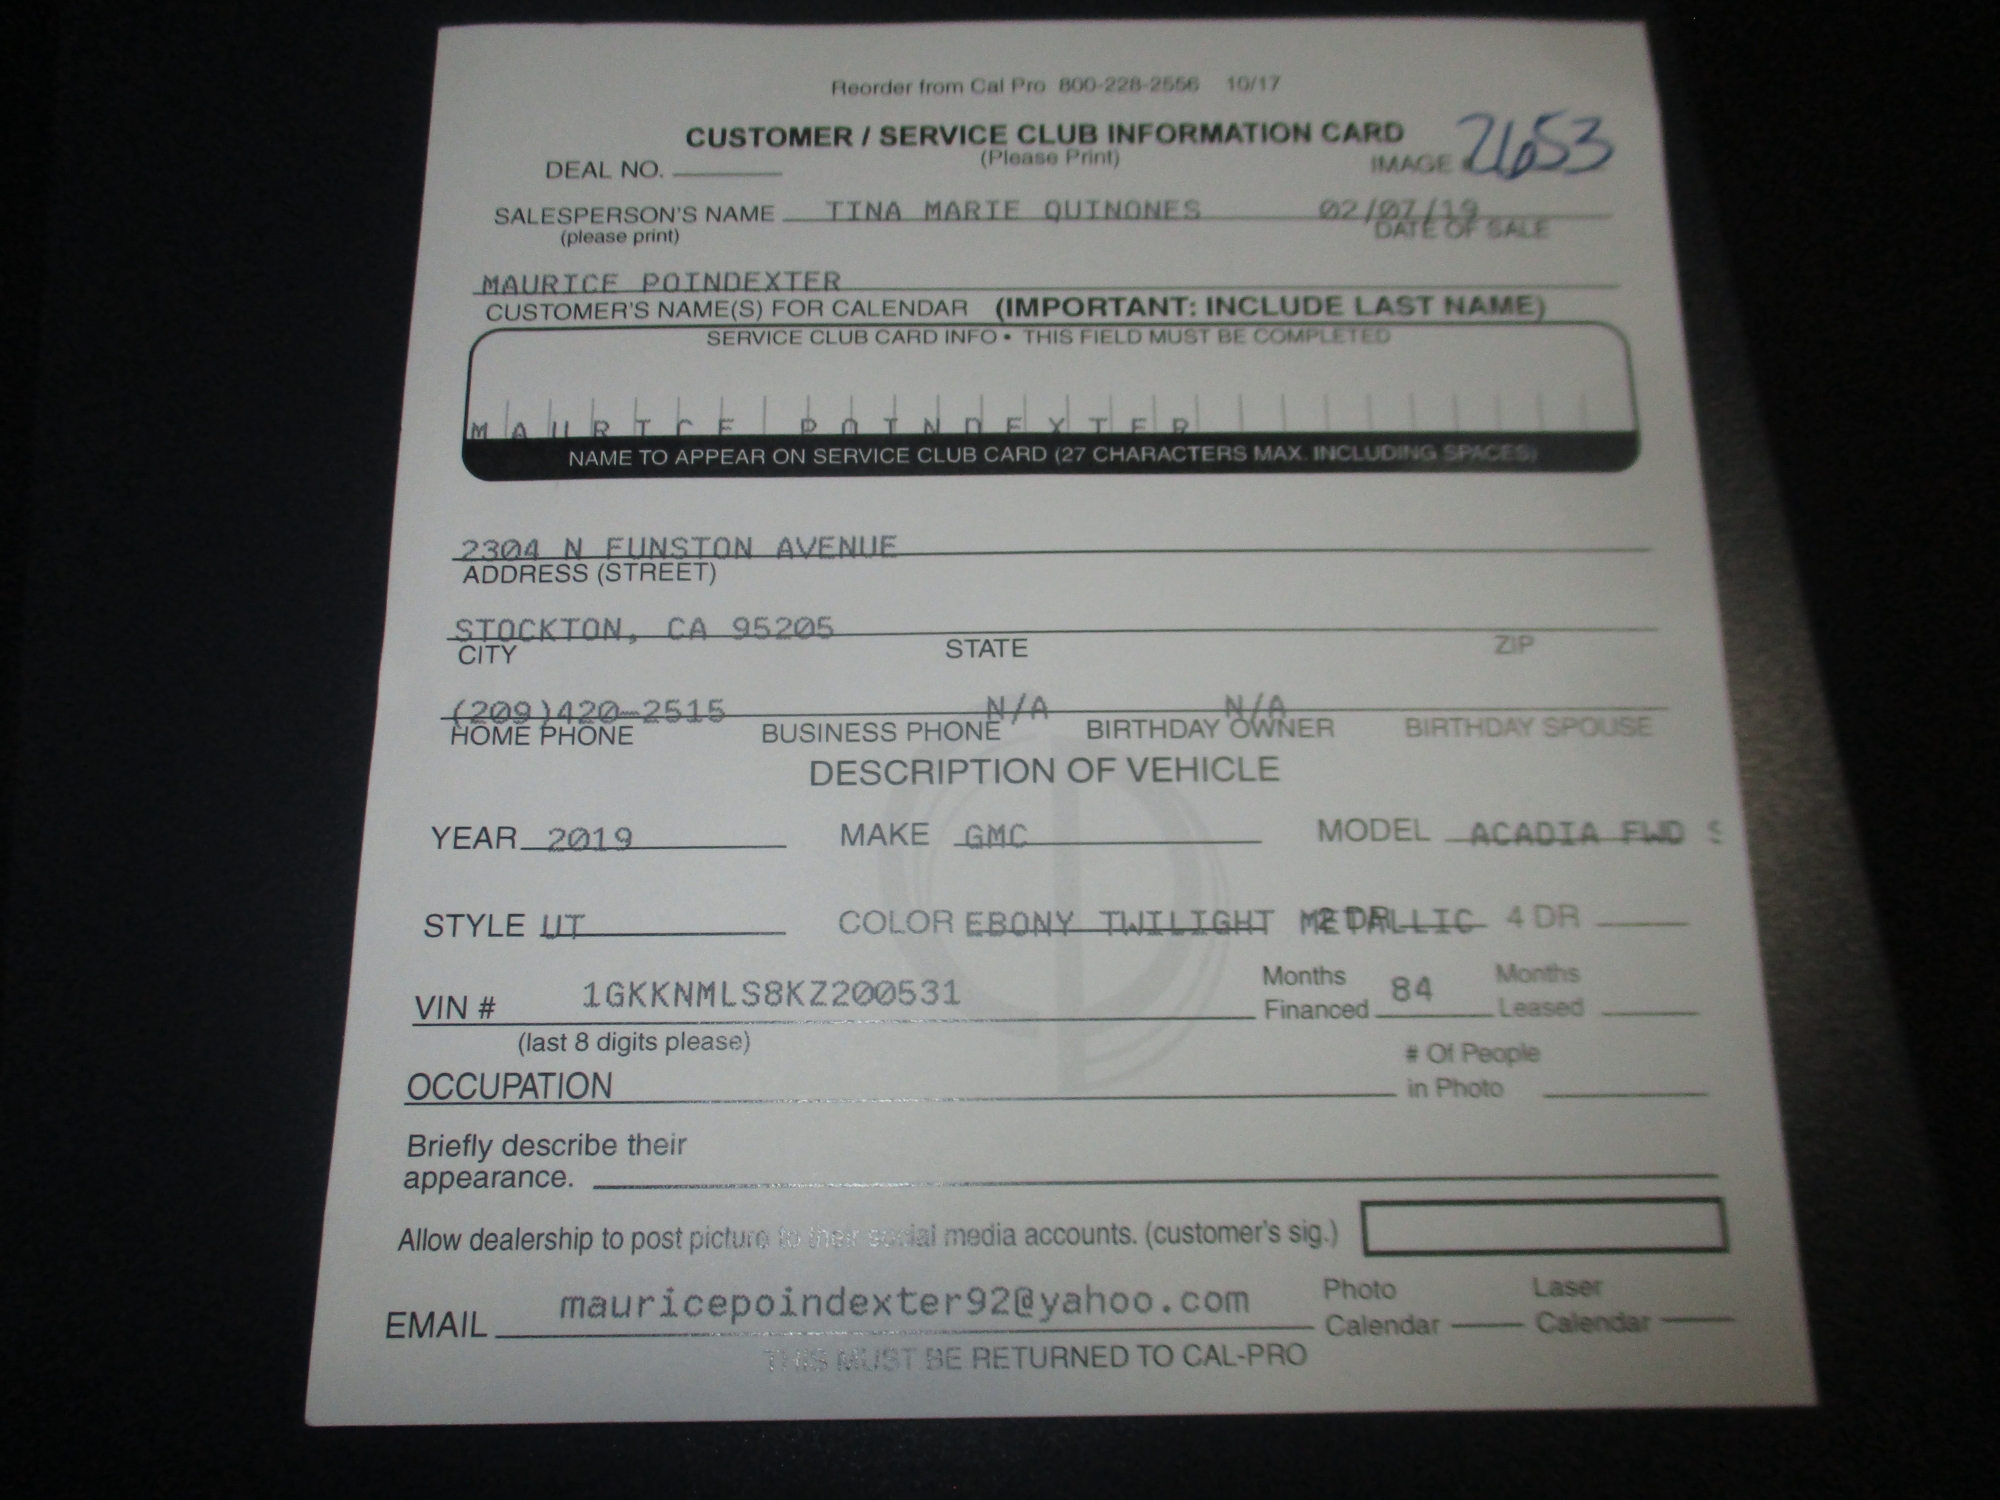 Reorder from Cal Pro 800-228-2556 10/17
CUSTOMER / SERVICE CLUB INFORMATION CARD
(Please Print)
DEAL NO. IMAGE 2653
SALESPERSON'S NAME TINA MARIE QUINONES 02/07/19
(please print) DATE OF SALE
MAURICE POINDEXTER
CUSTOMER'S NAME(S) FOR CALENDAR (IMPORTANT: INCLUDE LAST NAME)
SERVICE CLUB CARD INFO • THIS FIELD MUST BE COMPLETED
MAURICE POINDEXTER
NAME TO APPEAR ON SERVICE CLUB CARD (27 CHARACTERS MAX. INCLUDING SPACES)
2304 N FUNSTON AVENUE
ADDRESS (STREET)
STOCKTON, CA 95205
CITY STATE ZIP
(209)420-2515 N/A N/A
HOME PHONE BUSINESS PHONE BIRTHDAY OWNER BIRTHDAY SPOUSE
DESCRIPTION OF VEHICLE
YEAR 2019 MAKE GMC MODEL ACADIA FWD S
STYLE UT COLOR EBONY TWILIGHT METALLIC 2 DR 4 DR
VIN # 1GKKNMLS8KZ200531 Months Financed 84 Months Leased
(last 8 digits please)
OCCUPATION # Of People in Photo
Briefly describe their
appearance.
Allow dealership to post picture to their social media accounts. (customer's sig.)
EMAIL mauricepoindexter92@yahoo.com Photo Calendar Laser Calendar
THIS MUST BE RETURNED TO CAL-PRO